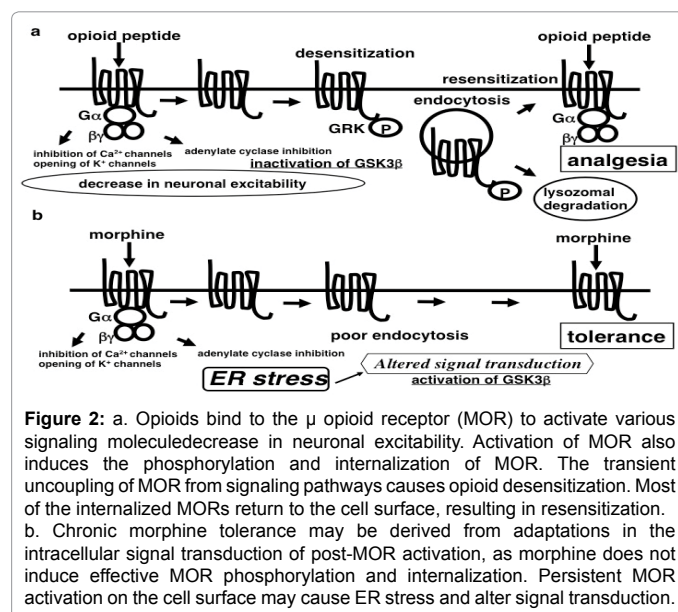 a
opioid peptide
desensitization
opioid peptide
resensitization
endocytosis
Gα
βγ
GRK
P
Gα
βγ
inhibition of Ca2+ channels
opening of K+ channels
adenylate cyclase inhibition
inactivation of GSK3β
decrease in neuronal excitability
P
analgesia
lysozomal
degradation
b
morphine
morphine
Gα
βγ
poor endocytosis
tolerance
inhibition of Ca2+ channels
opening of K+ channels
adenylate cyclase inhibition
ER stress
Altered signal transduction
activation of GSK3β
Figure 2: a. Opioids bind to the μ opioid receptor (MOR) to activate various
signaling moleculedecrease in neuronal excitability. Activation of MOR also
induces the phosphorylation and internalization of MOR. The transient
uncoupling of MOR from signaling pathways causes opioid desensitization. Most
of the internalized MORs return to the cell surface, resulting in resensitization.
b. Chronic morphine tolerance may be derived from adaptations in the
intracellular signal transduction of post-MOR activation, as morphine does not
induce effective MOR phosphorylation and internalization. Persistent MOR
activation on the cell surface may cause ER stress and alter signal transduction.